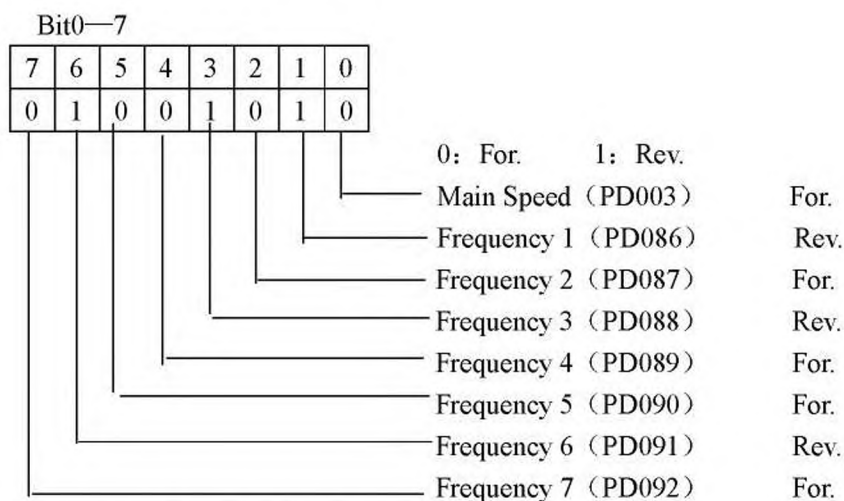 Bit0—7
7 6 5 4 3 2 1 0
0 1 0 0 1 0 1 0
0：For. 1：Rev.
Main Speed（PD003） For.
Frequency 1（PD086） Rev.
Frequency 2（PD087） For.
Frequency 3（PD088） Rev.
Frequency 4（PD089） For.
Frequency 5（PD090） For.
Frequency 6（PD091） Rev.
Frequency 7（PD092） For.